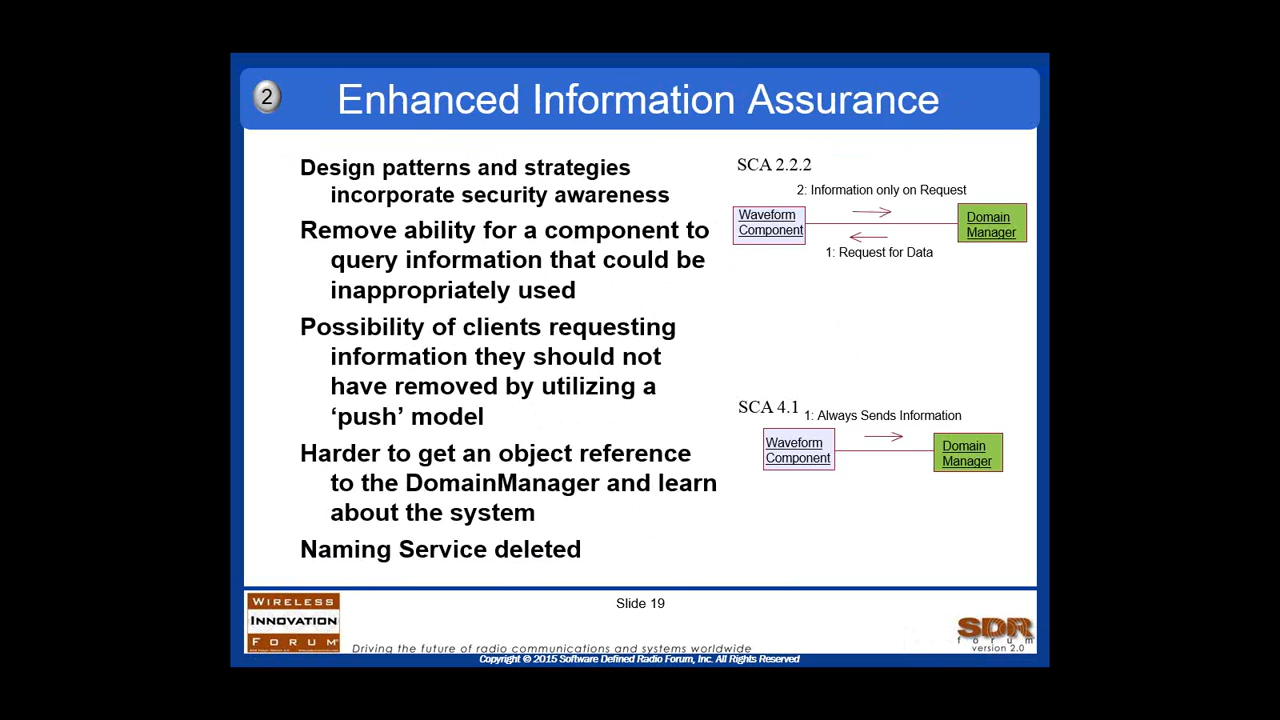 2
Enhanced Information Assurance
Design patterns and strategies
incorporate security awareness
Remove ability for a component to
query information that could be
inappropriately used
Possibility of clients requesting
information they should not
have removed by utilizing a
‘push’ model
Harder to get an object reference
to the DomainManager and learn
about the system
Naming Service deleted
SCA 2.2.2
2: Information only on Request
Waveform
Component
Domain
Manager
1: Request for Data
SCA 4.1
1: Always Sends Information
Waveform
Component
Domain
Manager
Slide 19
WIRELESS
INNOVATION
FORUM
Driving the future of radio communications and systems worldwide
SDR
forum
version 2.0
Copyright © 2015 Software Defined Radio Forum, Inc. All Rights Reserved